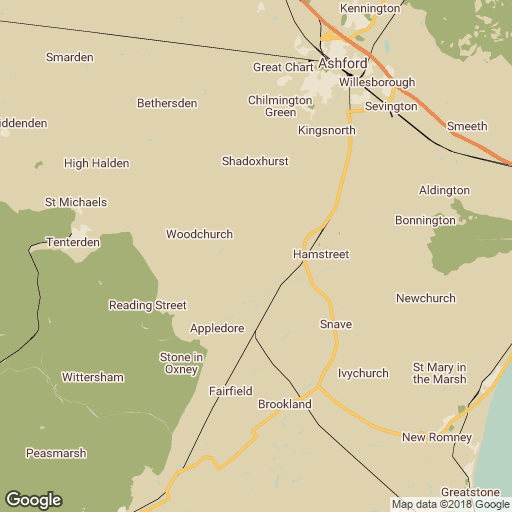 Kennington
Smarden
Great Chart
Ashford
Willesborough
Bethersden
Chilmington
Green
Sevington
iddenden
Kingsnorth
Smeeth
High Halden
Shadoxhurst
Aldington
St Michaels
Bonnington
Woodchurch
Tenterden
Hamstreet
Reading Street
Newchurch
Appledore
Snave
Stone in
Oxney
Wittersham
Ivychurch
St Mary in
the Marsh
Fairfield
Brookland
New Romney
Peasmarsh
Greatstone
Google
Map data ©2018 Google